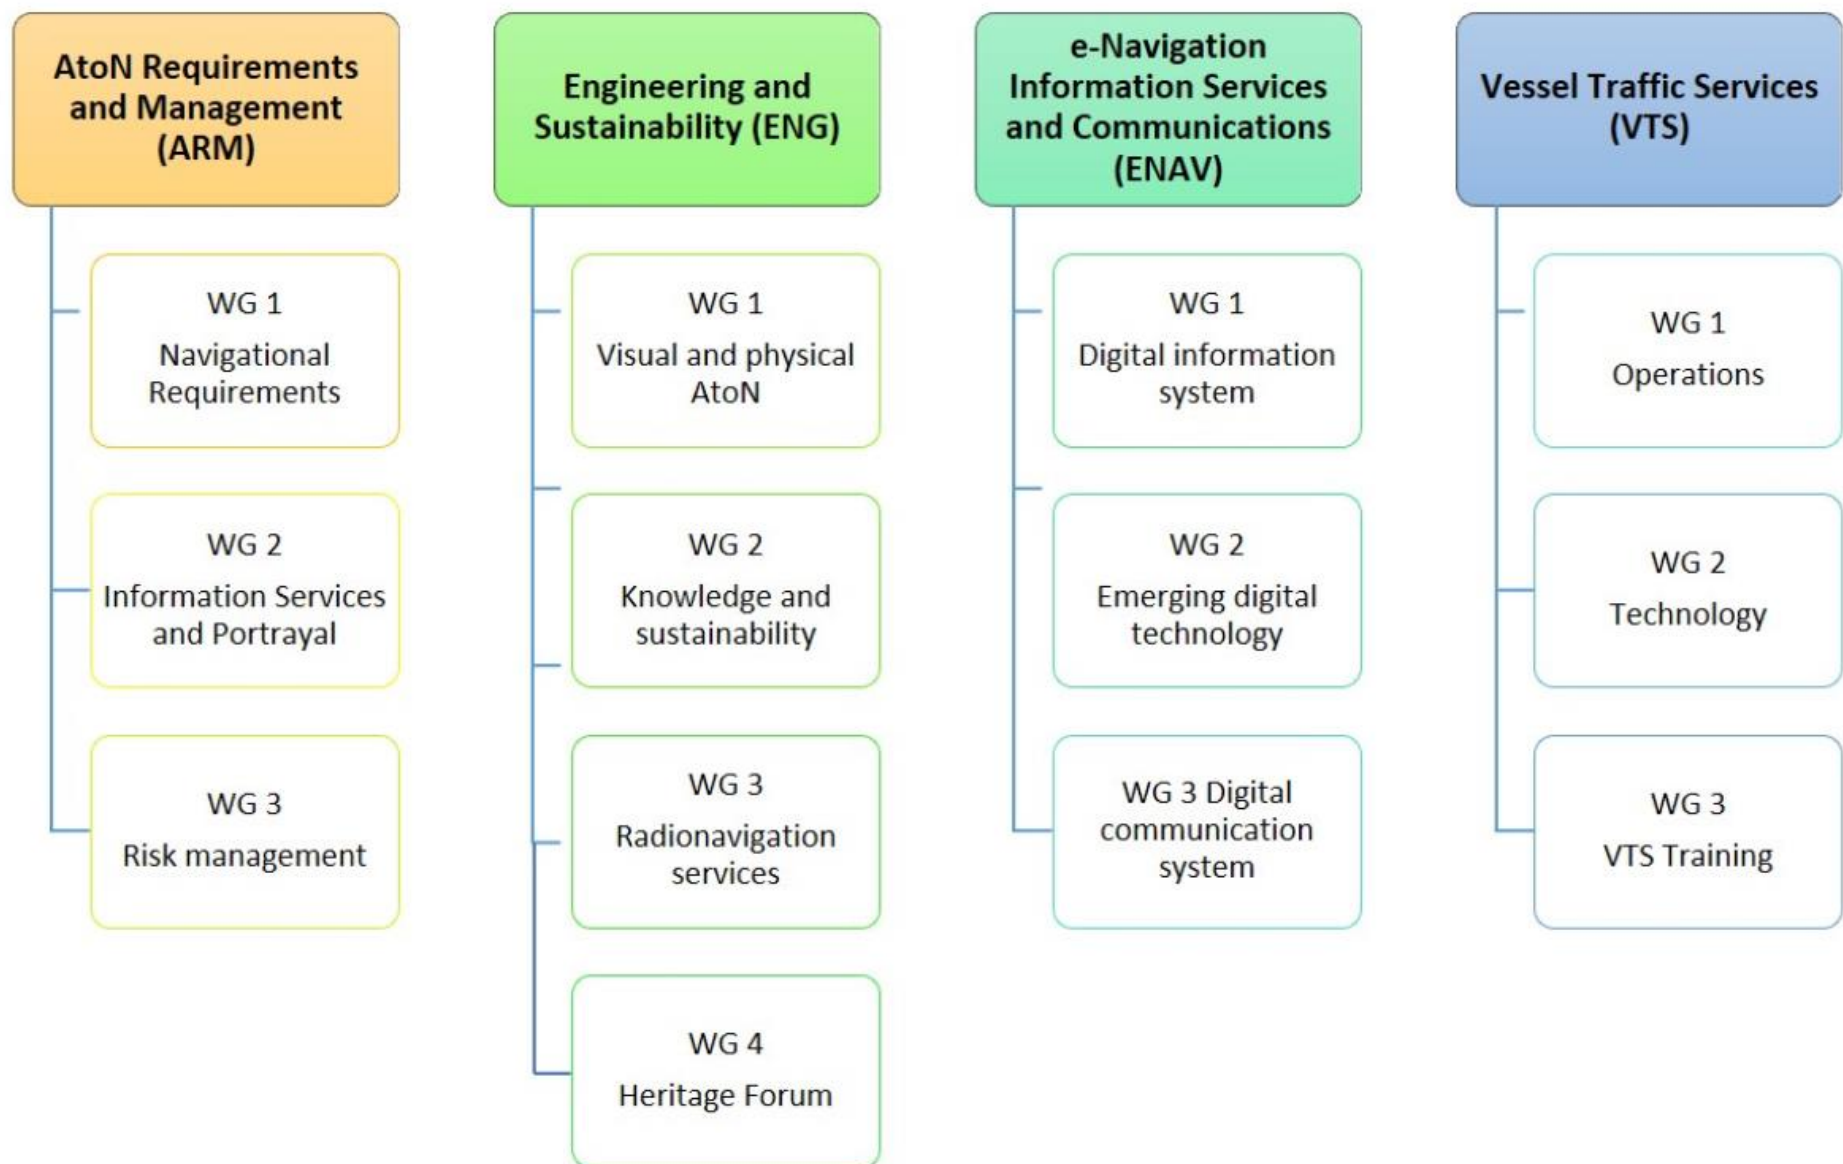 AtoN Requirements
and Management
(ARM)
WG 1
Navigational
Requirements
WG 2
Information Services
and Portrayal
WG 3
Risk management
Engineering and
Sustainability (ENG)
WG 1
Visual and physical
AtoN
WG 2
Knowledge and
sustainability
WG 3
Radionavigation
services
WG 4
Heritage Forum
e-Navigation
Information Services
and Communications
(ENAV)
WG 1
Digital information
system
WG 2
Emerging digital
technology
WG 3 Digital
communication
system
Vessel Traffic Services
(VTS)
WG 1
Operations
WG 2
Technology
WG 3
VTS Training